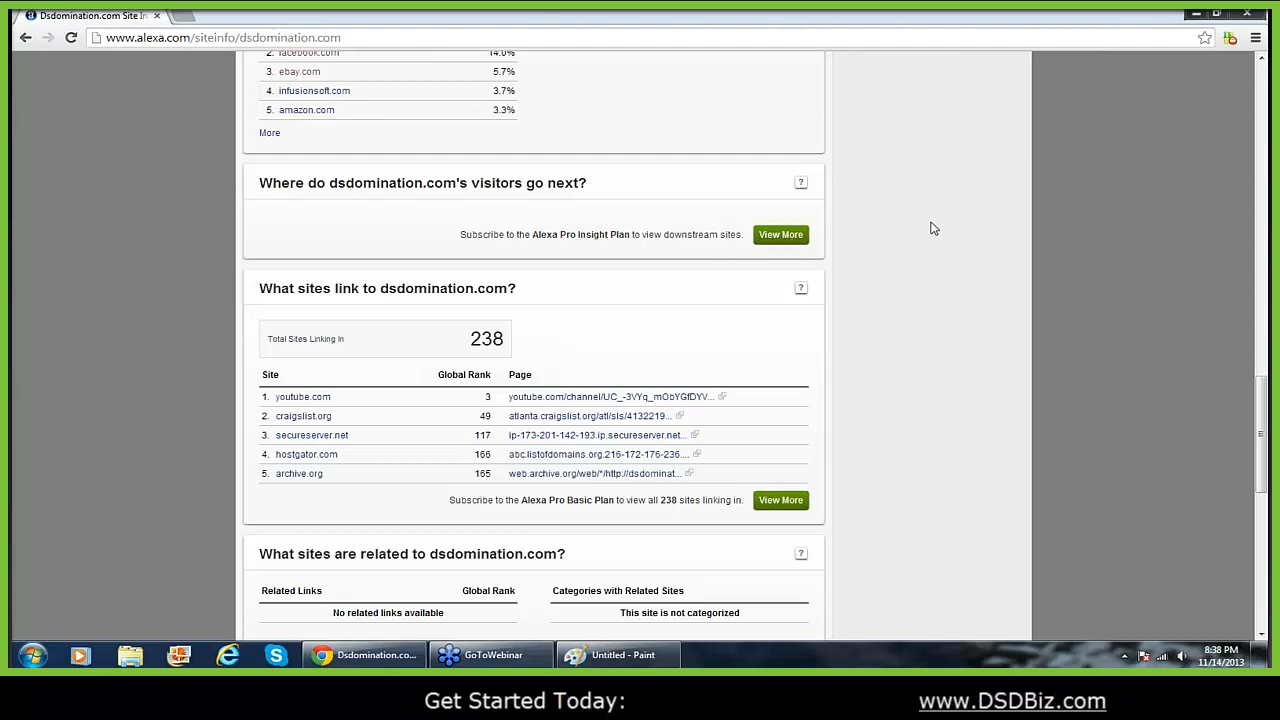 Dsdomination.com Site In
www.alexa.com/siteinfo/dsdomination.com
2. facebook.com 14.0%
3. ebay.com 5.7%
4. infusionsoft.com 3.7%
5. amazon.com 3.3%
More
Where do dsdomination.com's visitors go next? ?
Subscribe to the Alexa Pro Insight Plan to view downstream sites. View More
What sites link to dsdomination.com? ?
Total Sites Linking In 238
Site Global Rank Page
1. youtube.com 3 youtube.com/channel/UC_-3VYq_mObYGfDYV...
2. craigslist.org 49 atlanta.craigslist.org/atl/sls/4132219...
3. secureserver.net 117 ip-173-201-142-193.ip.secureserver.net...
4. hostgator.com 166 abc.listofdomains.org.216-172-176-236....
5. archive.org 165 web.archive.org/web/*/http://dsdominat...
Subscribe to the Alexa Pro Basic Plan to view all 238 sites linking in. View More
What sites are related to dsdomination.com? ?
Related Links Global Rank Categories with Related Sites
No related links available This site is not categorized
Dsdomination.co... GoToWebinar Untitled - Paint
8:38 PM
11/14/2013
Get Started Today: www.DSDBiz.com